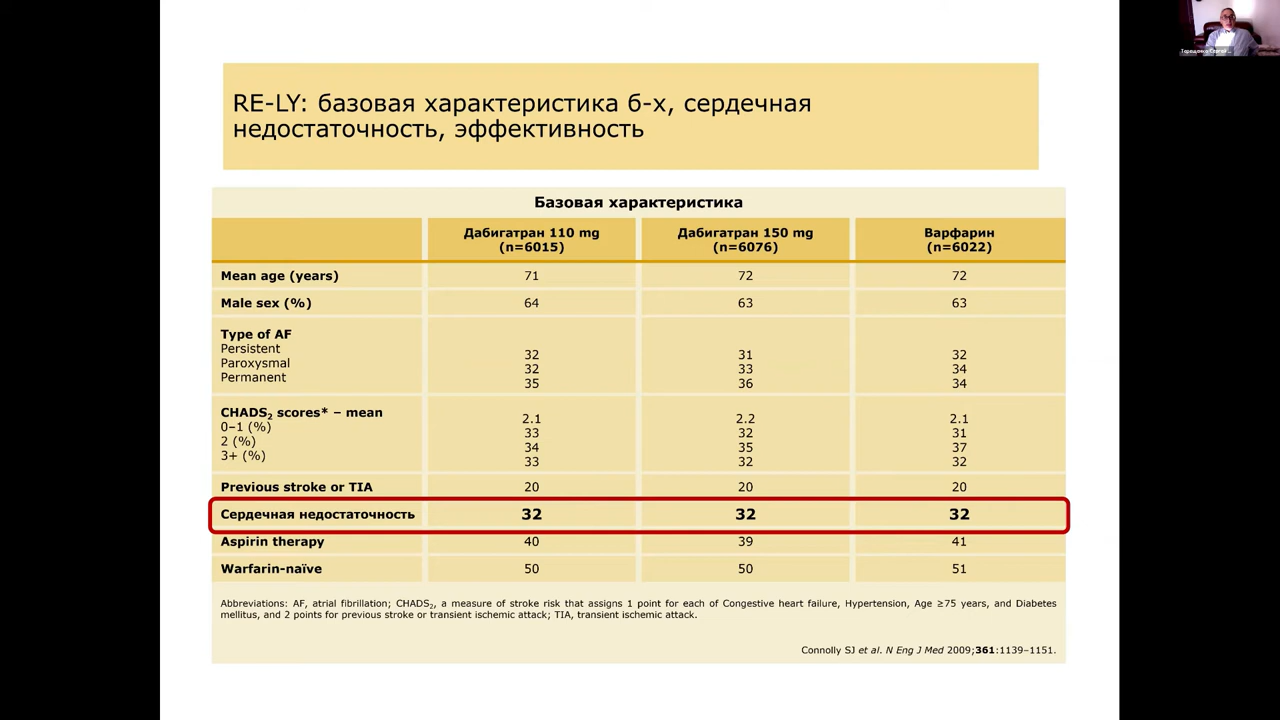 RE-LY: базовая характеристика б-х, сердечная
недостаточность, эффективность
Базовая характеристика
Дабигатран 110 mg
(n=6015)
Дабигатран 150 mg
(n=6076)
Варфарин
(n=6022)
Mean age (years) 71 72 72
Male sex (%) 64 63 63
Type of AF
Persistent 32 31 32
Paroxysmal 32 33 34
Permanent 35 36 34
CHADS₂ scores* – mean 2.1 2.2 2.1
0–1 (%) 33 32 31
2 (%) 34 35 37
3+ (%) 33 32 32
Previous stroke or TIA 20 20 20
Сердечная недостаточность 32 32 32
Aspirin therapy 40 39 41
Warfarin-naïve 50 50 51
Abbreviations: AF, atrial fibrillation; CHADS₂, a measure of stroke risk that assigns 1 point for each of Congestive heart failure, Hypertension, Age ≥75 years, and Diabetes
mellitus, and 2 points for previous stroke or transient ischemic attack; TIA, transient ischemic attack.
Connolly SJ et al. N Eng J Med 2009;361:1139–1151.